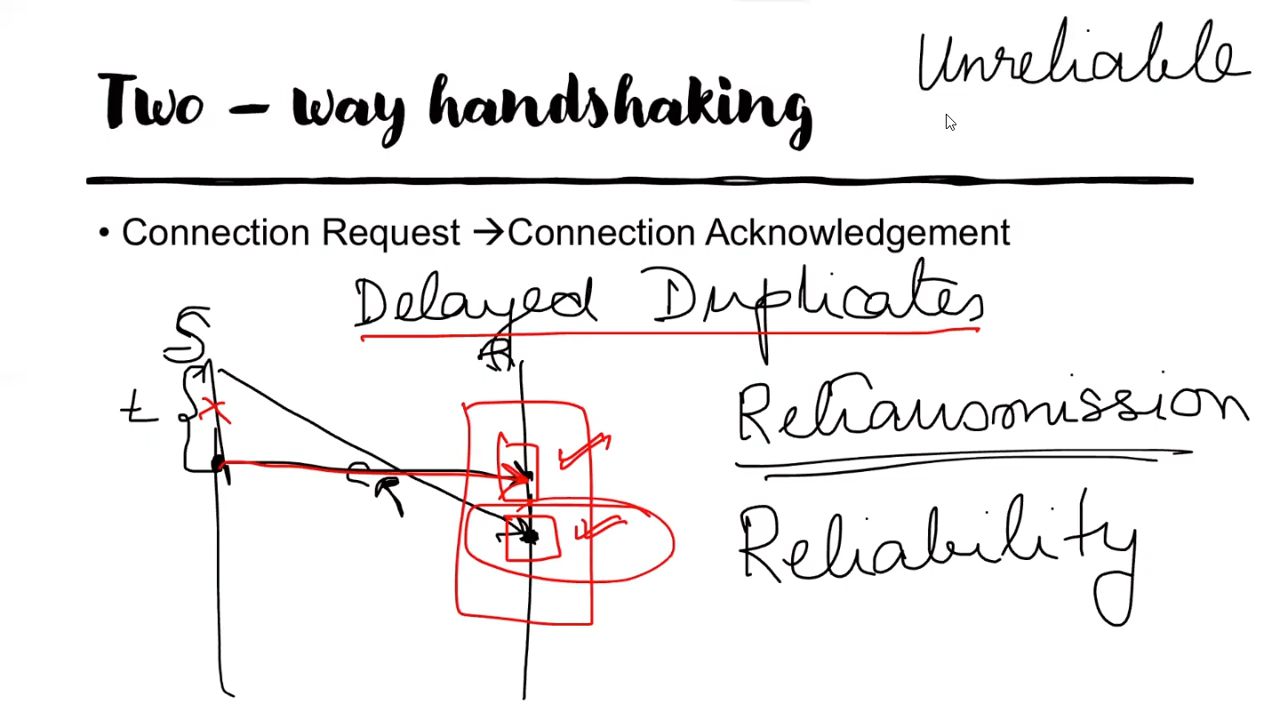 Unreliable
Two – way handshaking
• Connection Request →Connection Acknowledgement
Delayed Duplicates
S
R
t
Retransmission
Reliability